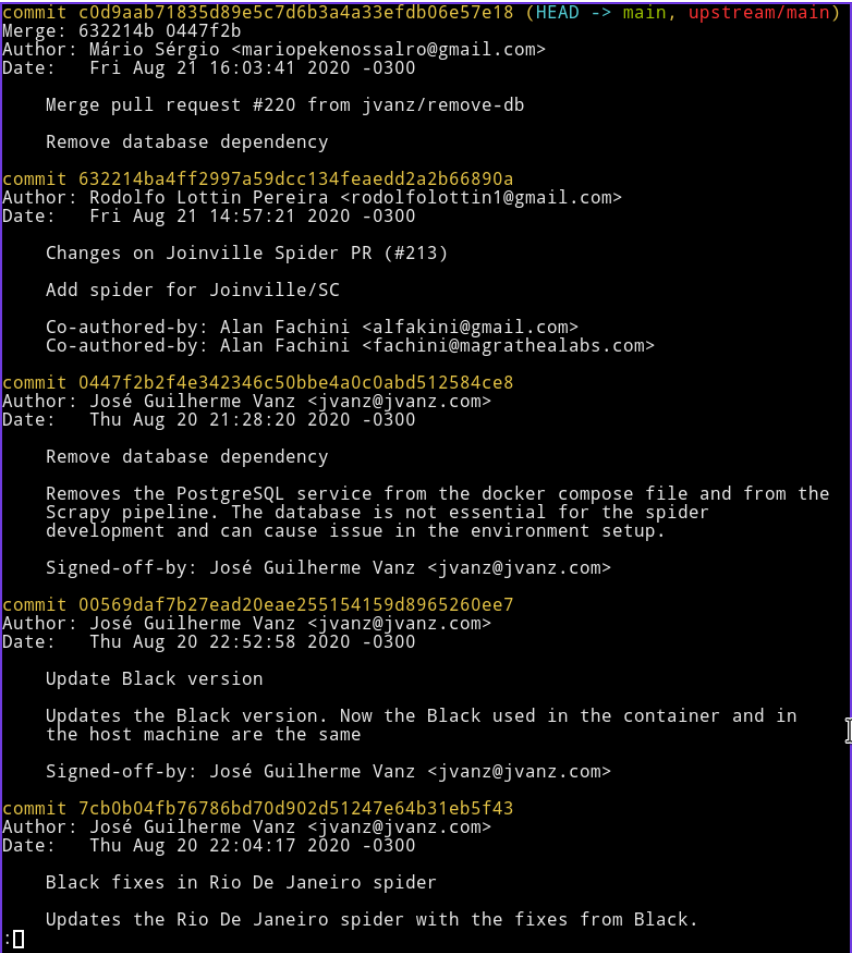 commit c0d9aab71835d89e5c7d6b3a4a33efdb06e57e18 (HEAD -> main, upstream/main)
Merge: 632214b 0447f2b
Author: Mário Sérgio <mariopekenossalro@gmail.com>
Date:   Fri Aug 21 16:03:41 2020 -0300
    Merge pull request #220 from jvanz/remove-db
    Remove database dependency
commit 632214ba4ff2997a59dcc134feaedd2a2b66890a
Author: Rodolfo Lottin Pereira <rodolfolottin1@gmail.com>
Date:   Fri Aug 21 14:57:21 2020 -0300
    Changes on Joinville Spider PR (#213)
    Add spider for Joinville/SC
    Co-authored-by: Alan Fachini <alfakini@gmail.com>
    Co-authored-by: Alan Fachini <fachini@magrathealabs.com>
commit 0447f2b2f4e342346c50bbe4a0c0abd512584ce8
Author: José Guilherme Vanz <jvanz@jvanz.com>
Date:   Thu Aug 20 21:28:20 2020 -0300
    Remove database dependency
    Removes the PostgreSQL service from the docker compose file and from the
    Scrapy pipeline. The database is not essential for the spider
    development and can cause issue in the environment setup.
    Signed-off-by: José Guilherme Vanz <jvanz@jvanz.com>
commit 00569daf7b27ead20eae255154159d8965260ee7
Author: José Guilherme Vanz <jvanz@jvanz.com>
Date:   Thu Aug 20 22:52:58 2020 -0300
    Update Black version
    Updates the Black version. Now the Black used in the container and in
    the host machine are the same
    Signed-off-by: José Guilherme Vanz <jvanz@jvanz.com>
commit 7cb0b04fb76786bd70d902d51247e64b31eb5f43
Author: José Guilherme Vanz <jvanz@jvanz.com>
Date:   Thu Aug 20 22:04:17 2020 -0300
    Black fixes in Rio De Janeiro spider
    Updates the Rio De Janeiro spider with the fixes from Black.
: